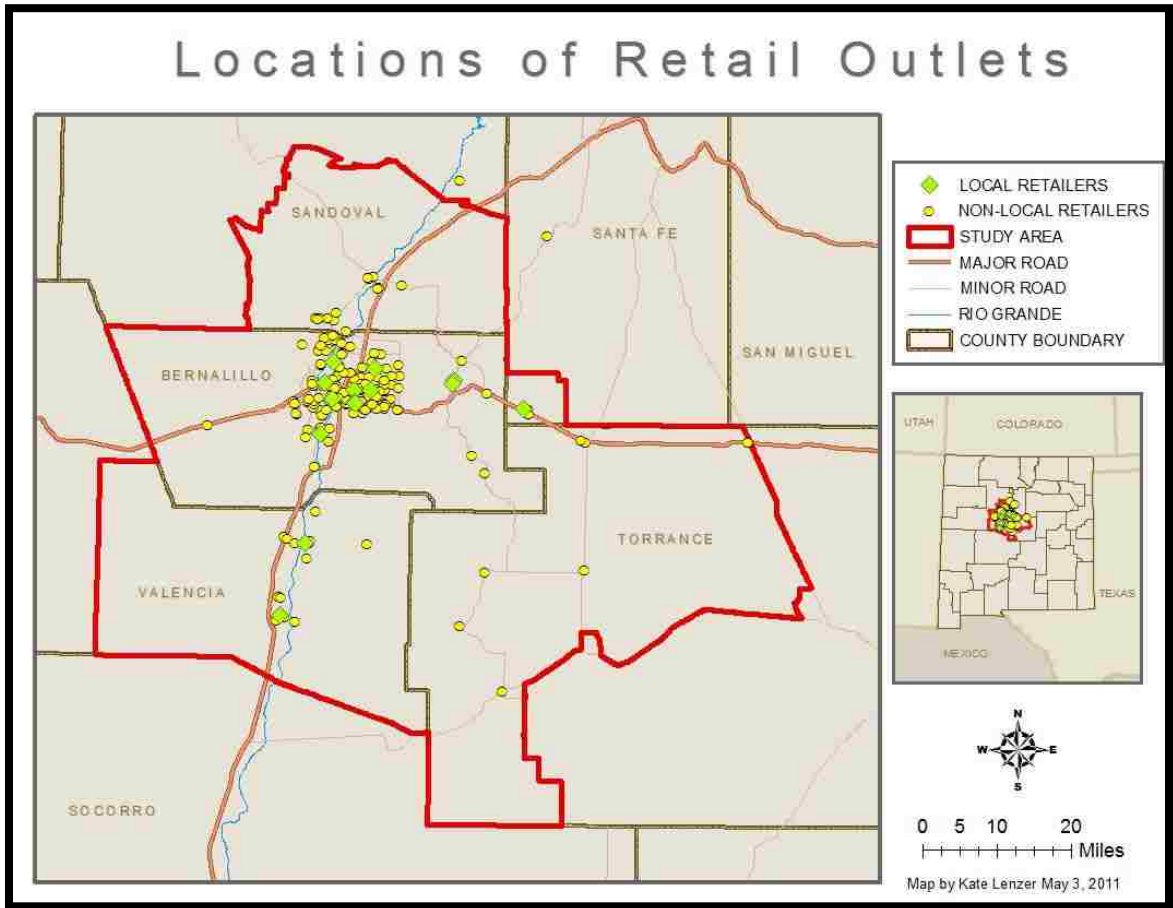 Locations of Retail Outlets
SANDOVAL
SANTA FE
BERNALILLO
SAN MIGUEL
TORRANCE
VALENCIA
SOCORRO
LOCAL RETAILERS
NON-LOCAL RETAILERS
STUDY AREA
MAJOR ROAD
MINOR ROAD
RIO GRANDE
COUNTY BOUNDARY
UTAH
COLORADO
TEXAS
MEXICO
N
W E
S
0 5 10 20
Miles
Map by Kate Lenzer May 3, 2011